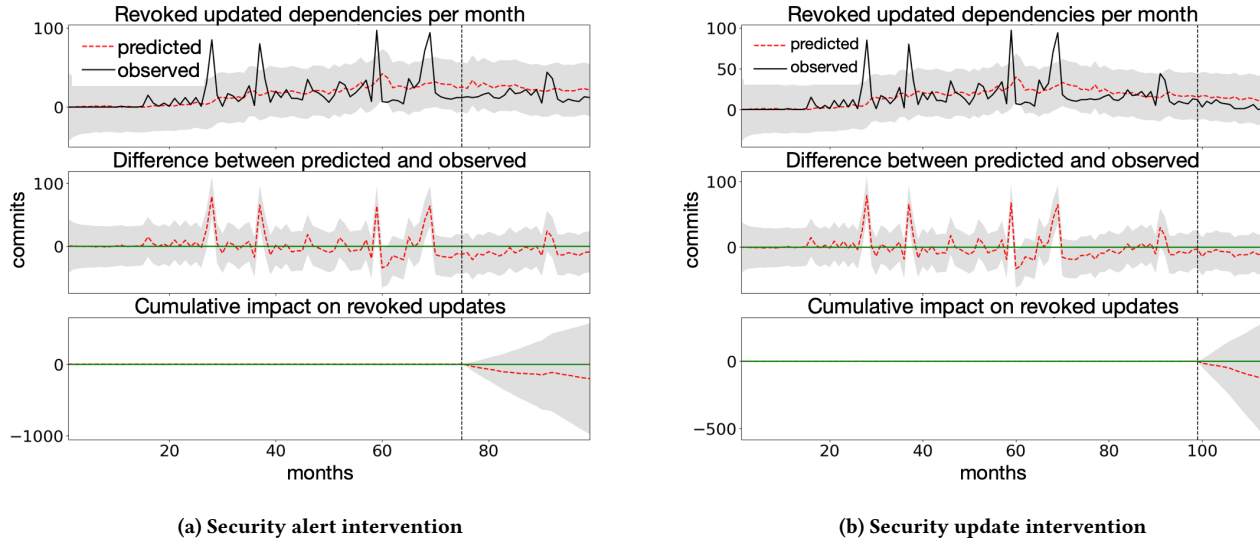 Revoked updated dependencies per month
100
predicted
observed
0
Difference between predicted and observed
100
commits
0
Cumulative impact on revoked updates
0
−1000
20
40
60
80
months
(a) Security alert intervention
Revoked updated dependencies per month
100
predicted
observed
50
0
Difference between predicted and observed
100
commits
0
Cumulative impact on revoked updates
0
−500
20
40
60
80
100
months
(b) Security update intervention